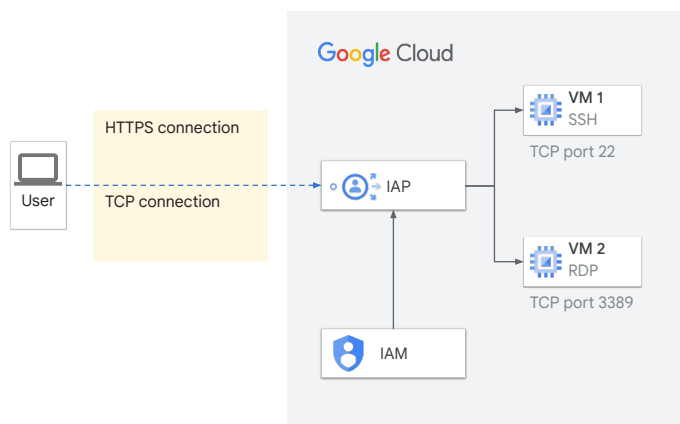 Google Cloud
HTTPS connection
TCP connection
User
IAP
VM 1
SSH
TCP port 22
VM 2
RDP
TCP port 3389
IAM